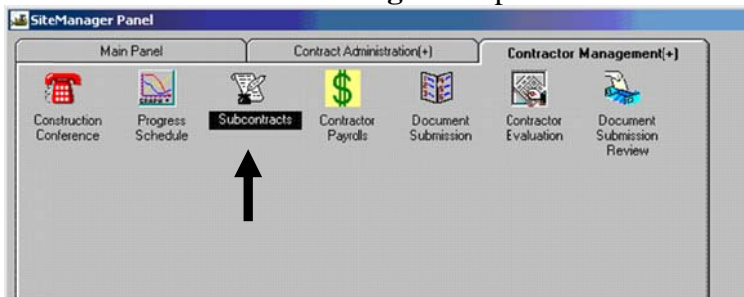 SiteManager Panel
Main Panel
Contract Administration(+)
Contractor Management(+)
Construction Conference
Progress Schedule
Subcontracts
Contractor Payrolls
Document Submission
Contractor Evaluation
Document Submission Review